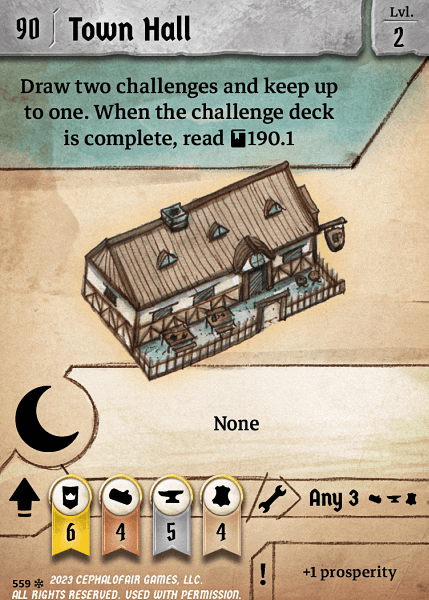 90 Town Hall
Lvl.
2
Draw two challenges and keep up
to one. When the challenge deck
is complete, read 190.1
None
6 4 5 4
Any 3
! +1 prosperity
559 ✻ 2023 CEPHALOFAIR GAMES, LLC.
ALL RIGHTS RESERVED. USED WITH PERMISSION.